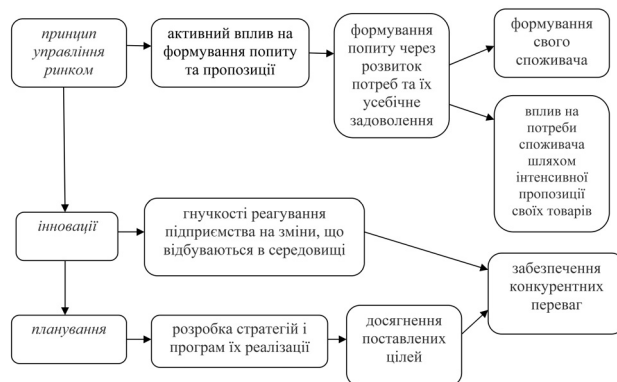 принцип
управління
ринком
активний вплив на
формування попиту
та пропозиції
формування
попиту через
розвиток
потреб та їх
усебічне
задоволення
формування
свого
споживача
вплив на
потреби
споживача
шляхом
інтенсивної
пропозиції
своїх товарів
інновації
гнучкості реагування
підприємства на зміни, що
відбуваються в середовищі
забезпечення
конкурентних
переваг
планування
розробка стратегій і
програм їх реалізації
досягнення
поставлених
цілей